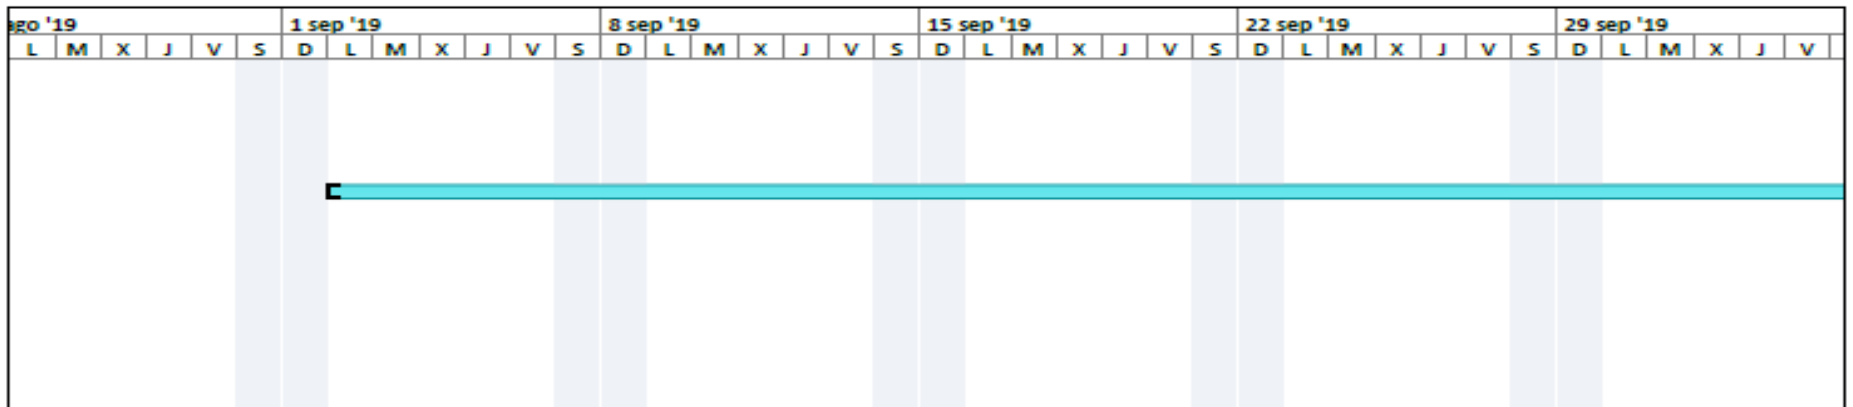 ago '19 1 sep '19 8 sep '19 15 sep '19 22 sep '19 29 sep '19
L M X J V S D L M X J V S D L M X J V S D L M X J V S D L M X J V S D L M X J V